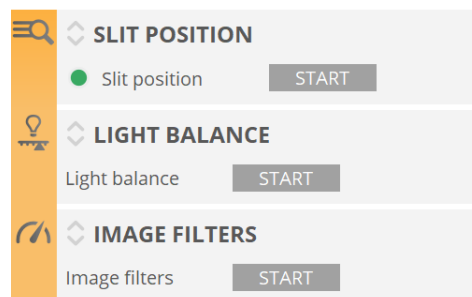 SLIT POSITION
Slit position START
LIGHT BALANCE
Light balance START
IMAGE FILTERS
Image filters START